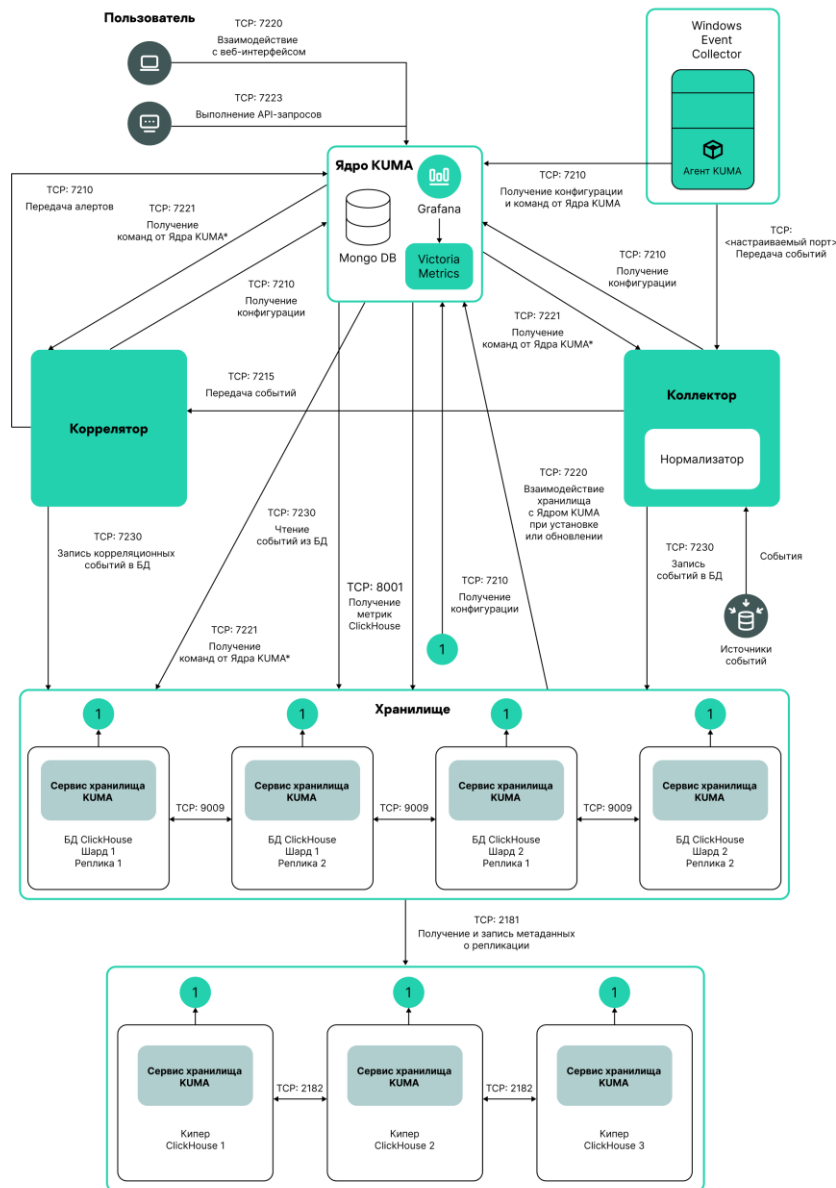 Пользователь
TCP: 7220
Взаимодействие
с веб-интерфейсом
TCP: 7223
Выполнение API-запросов
Windows
Event
Collector
Агент KUMA
Ядро KUMA
Grafana
Mongo DB
Victoria
Metrics
TCP: 7210
Передача алертов
TCP: 7221
Получение
команд от Ядра KUMA*
TCP: 7210
Получение
конфигурации
TCP: 7210
Получение конфигурации
и команд от Ядра KUMA
TCP:
<настраиваемый порт>
Передача событий
TCP: 7210
Получение
конфигурации
TCP: 7221
Получение
команд от Ядра KUMA*
TCP: 7215
Передача событий
Коррелятор
Коллектор
Нормализатор
TCP: 7230
Запись корреляционных
событий в БД
TCP: 7230
Чтение
событий из БД
TCP: 8001
Получение
метрик
ClickHouse
TCP: 7210
Получение
конфигурации
TCP: 7220
Взаимодействие
хранилища
с Ядром KUMA
при установке
или обновлении
TCP: 7230
Запись
событий в БД
События
Источники
событий
TCP: 7221
Получение
команд от Ядра KUMA*
1
Хранилище
1
1
1
1
Сервис хранилища
KUMA
БД ClickHouse
Шард 1
Реплика 1
TCP: 9009
Сервис хранилища
KUMA
БД ClickHouse
Шард 1
Реплика 2
TCP: 9009
Сервис хранилища
KUMA
БД ClickHouse
Шард 2
Реплика 1
TCP: 9009
Сервис хранилища
KUMA
БД ClickHouse
Шард 2
Реплика 2
TCP: 2181
Получение и запись метаданных
о репликации
1
1
1
Сервис хранилища
KUMA
Кипер
ClickHouse 1
TCP: 2182
Сервис хранилища
KUMA
Кипер
ClickHouse 2
TCP: 2182
Сервис хранилища
KUMA
Кипер
ClickHouse 3